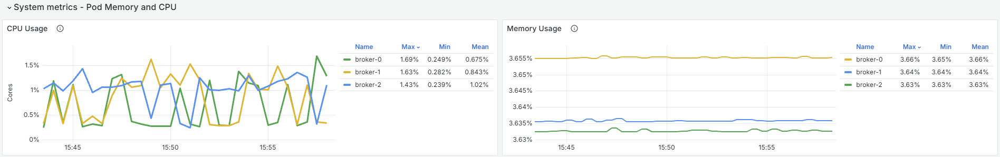 System metrics - Pod Memory and CPU
CPU Usage
Cores
1.5%
1%
0.5%
0%
15:45 15:50 15:55
Name Max Min Mean
broker-0 1.69% 0.249% 0.675%
broker-1 1.63% 0.282% 0.843%
broker-2 1.43% 0.239% 1.02%
Memory Usage
3.655%
3.65%
3.645%
3.64%
3.635%
3.63%
15:45 15:50 15:55
Name Max Min Mean
broker-0 3.66% 3.65% 3.66%
broker-1 3.64% 3.64% 3.64%
broker-2 3.63% 3.63% 3.63%